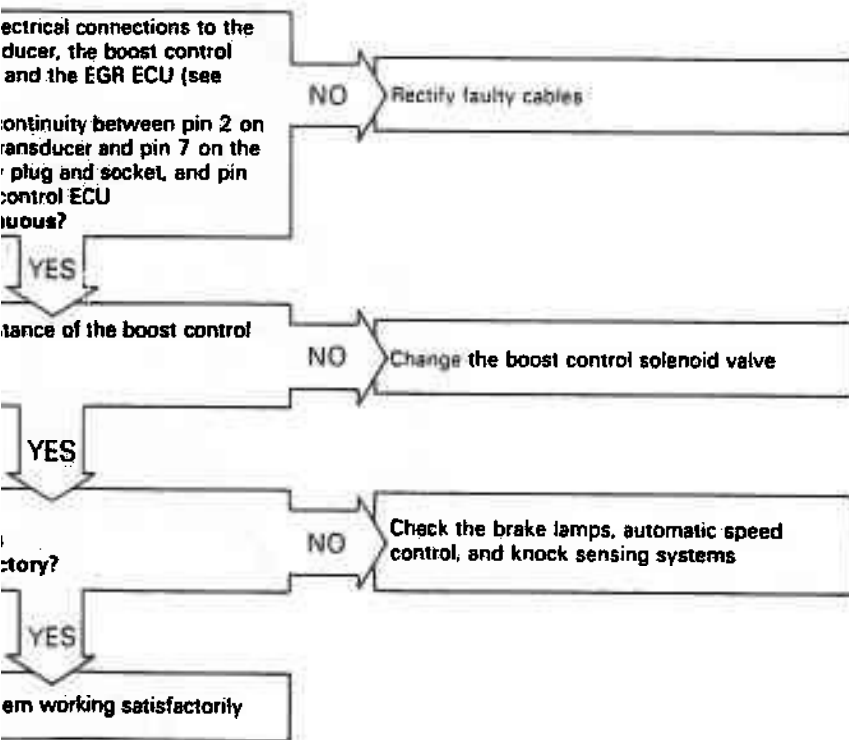 ectrical connections to the
ducer, the boost control
and the EGR ECU (see
NO
Rectify faulty cables
ontinuity between pin 2 on
ransducer and pin 7 on the
plug and socket, and pin
control ECU
uous?
YES
tance of the boost control
NO
Change the boost control solenoid valve
YES
ctory?
NO
Check the brake lamps, automatic speed
control, and knock sensing systems
YES
em working satisfactorily